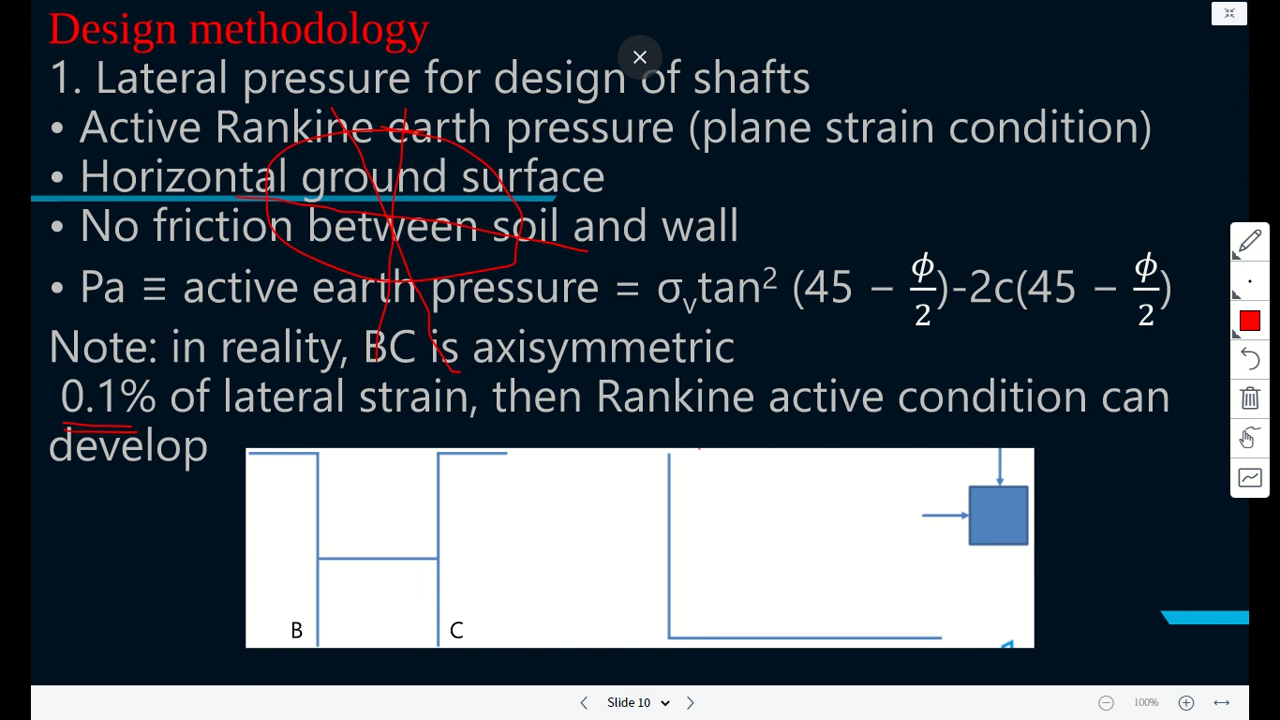 Design methodology
1. Lateral pressure for design of shafts
• Active Rankine earth pressure (plane strain condition)
• Horizontal ground surface
• No friction between soil and wall
• Pa ≡ active earth pressure = σvtan² (45 − ϕ/2)-2c(45 − ϕ/2)
Note: in reality, BC is axisymmetric
0.1% of lateral strain, then Rankine active condition can
develop
B C
Slide 10
100%